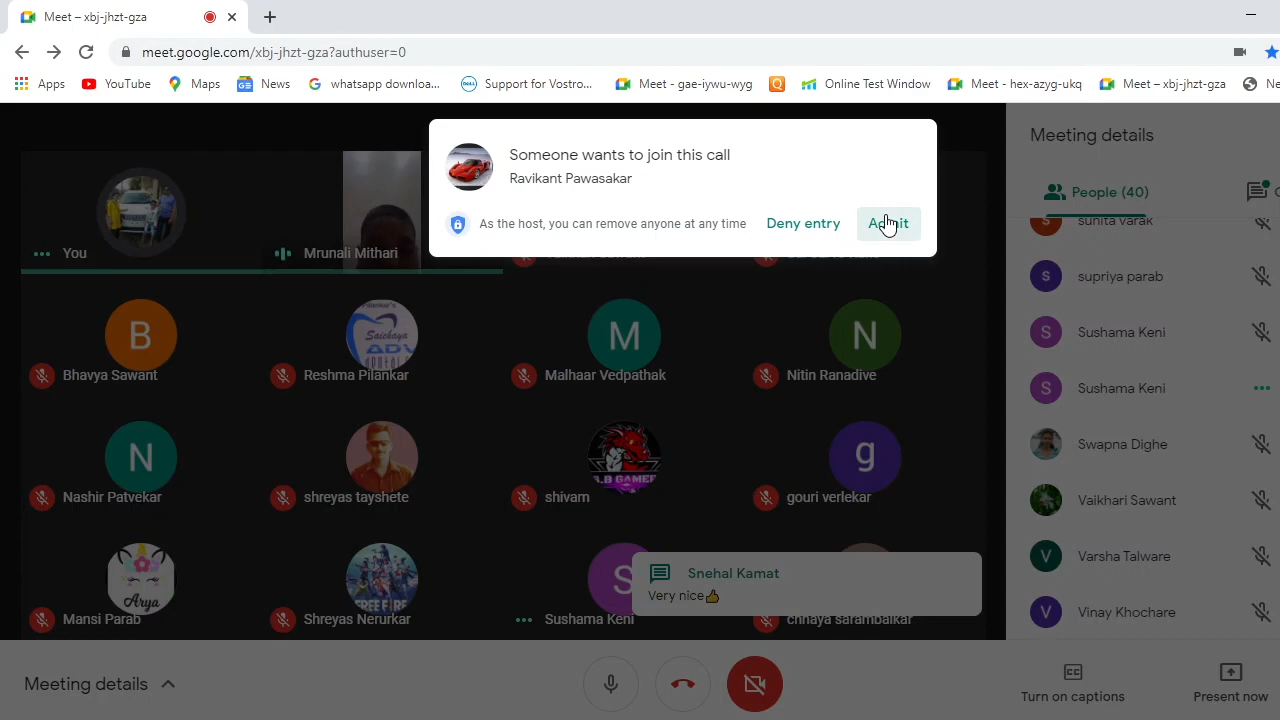 Meet – xbj-jhzt-gza
meet.google.com/xbj-jhzt-gza?authuser=0
Apps YouTube Maps News whatsapp downloa... Support for Vostro... Meet - gae-iywu-wyg Online Test Window Meet - hex-azyg-ukq Meet – xbj-jhzt-gza Ne
Someone wants to join this call
Ravikant Pawasakar
As the host, you can remove anyone at any time Deny entry Admit
You
Mrunali Mithari
B
Bhavya Sawant
Saichaya
ADV
Reshma Pilankar
M
Malhaar Vedpathak
N
Nitin Ranadive
N
Nashir Patvekar
shreyas tayshete
B.B GAMER
shivam
g
gouri verlekar
Arya
Mansi Parab
FREE FIRE
Shreyas Nerurkar
S
Sushama Keni
chhaya sarambalkar
Snehal Kamat
Very nice👍
Meeting details
People (40)
s sunita varak
s supriya parab
S Sushama Keni
S Sushama Keni
Swapna Dighe
Vaikhari Sawant
V Varsha Talware
V Vinay Khochare
Meeting details
Turn on captions
Present now